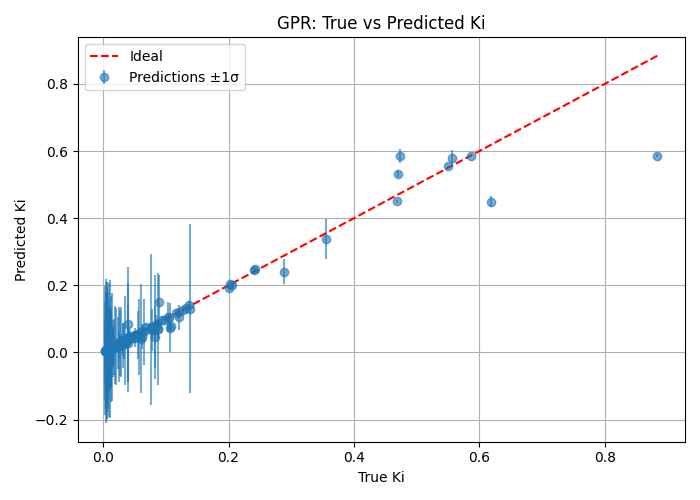 GPR: True vs Predicted Ki
Ideal
Predictions ±1σ
Predicted Ki
0.8
0.6
0.4
0.2
0.0
−0.2
0.0 0.2 0.4 0.6 0.8
True Ki